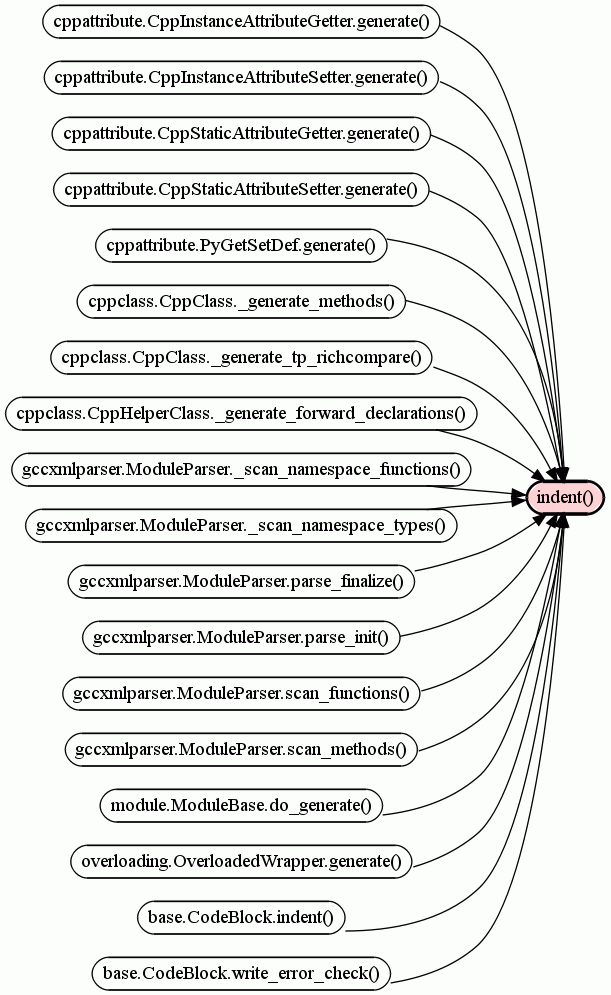 cppattribute.CppInstanceAttributeGetter.generate()
cppattribute.CppInstanceAttributeSetter.generate()
cppattribute.CppStaticAttributeGetter.generate()
cppattribute.CppStaticAttributeSetter.generate()
cppattribute.PyGetSetDef.generate()
cppclass.CppClass._generate_methods()
cppclass.CppClass._generate_tp_richcompare()
cppclass.CppHelperClass._generate_forward_declarations()
gccxmlparser.ModuleParser._scan_namespace_functions()
indent()
gccxmlparser.ModuleParser._scan_namespace_types()
gccxmlparser.ModuleParser.parse_finalize()
gccxmlparser.ModuleParser.parse_init()
gccxmlparser.ModuleParser.scan_functions()
gccxmlparser.ModuleParser.scan_methods()
module.ModuleBase.do_generate()
overloading.OverloadedWrapper.generate()
base.CodeBlock.indent()
base.CodeBlock.write_error_check()